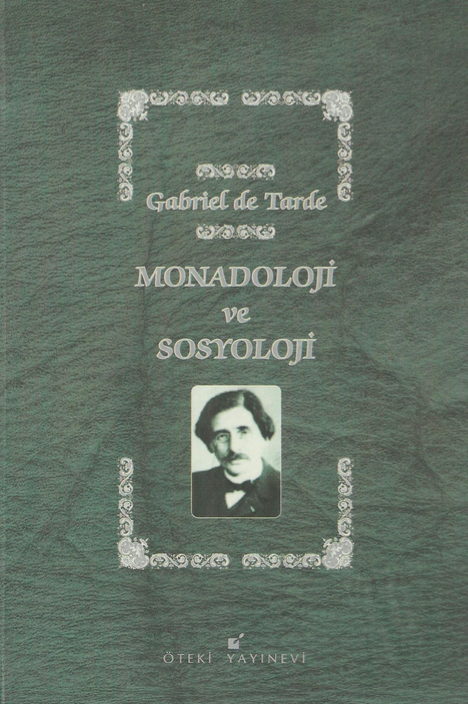 Gabriel de Tarde
MONADOLOJİ
ve
SOSYOLOJİ
ÖTEKİ YAYINEVİ